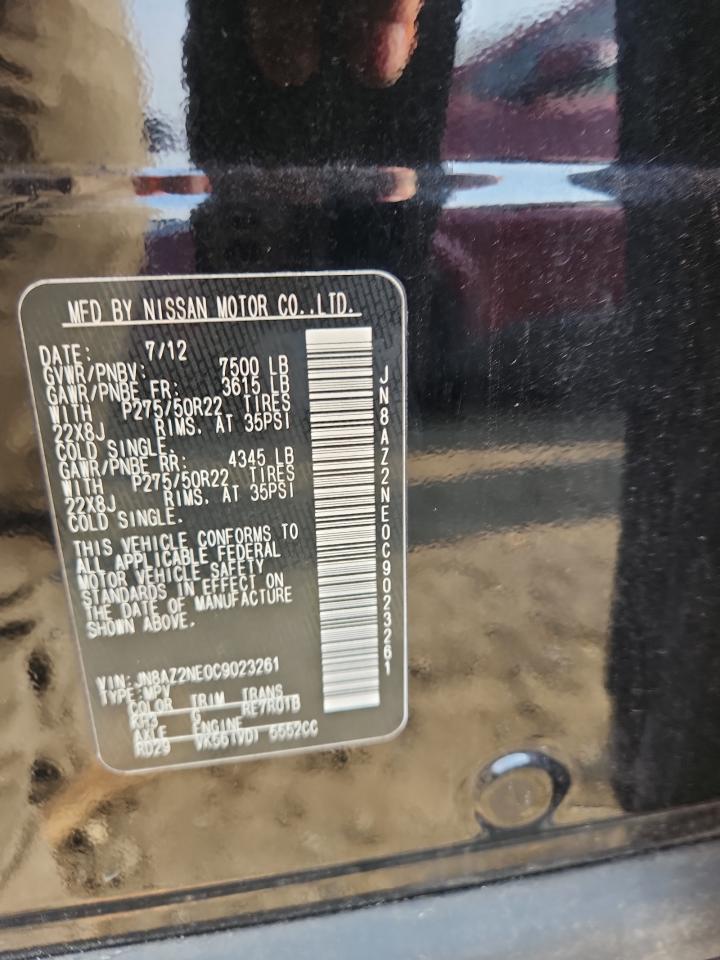 MFD BY NISSAN MOTOR CO.,LTD.
DATE: 7/12
GVWR/PNBV: 7500 LB
GAWR/PNBE FR: 3615 LB
WITH P275/50R22 TIRES
22X8J RIMS, AT 35PSI
COLD SINGLE.
GAWR/PNBE RR: 4345 LB
WITH P275/50R22 TIRES
22X8J RIMS, AT 35PSI
COLD SINGLE.
THIS VEHICLE CONFORMS TO
ALL APPLICABLE FEDERAL
MOTOR VEHICLE SAFETY
STANDARDS IN EFFECT ON
THE DATE OF MANUFACTURE
SHOWN ABOVE.
VIN: JN8AZ2NE0C9023261
TYPE: MPV
COLOR TRIM TRANS
KH3 G RE7R01B
AXLE ENGINE
RD29 VK56(VD) 5552CC
JN8AZ2NE0C9023261